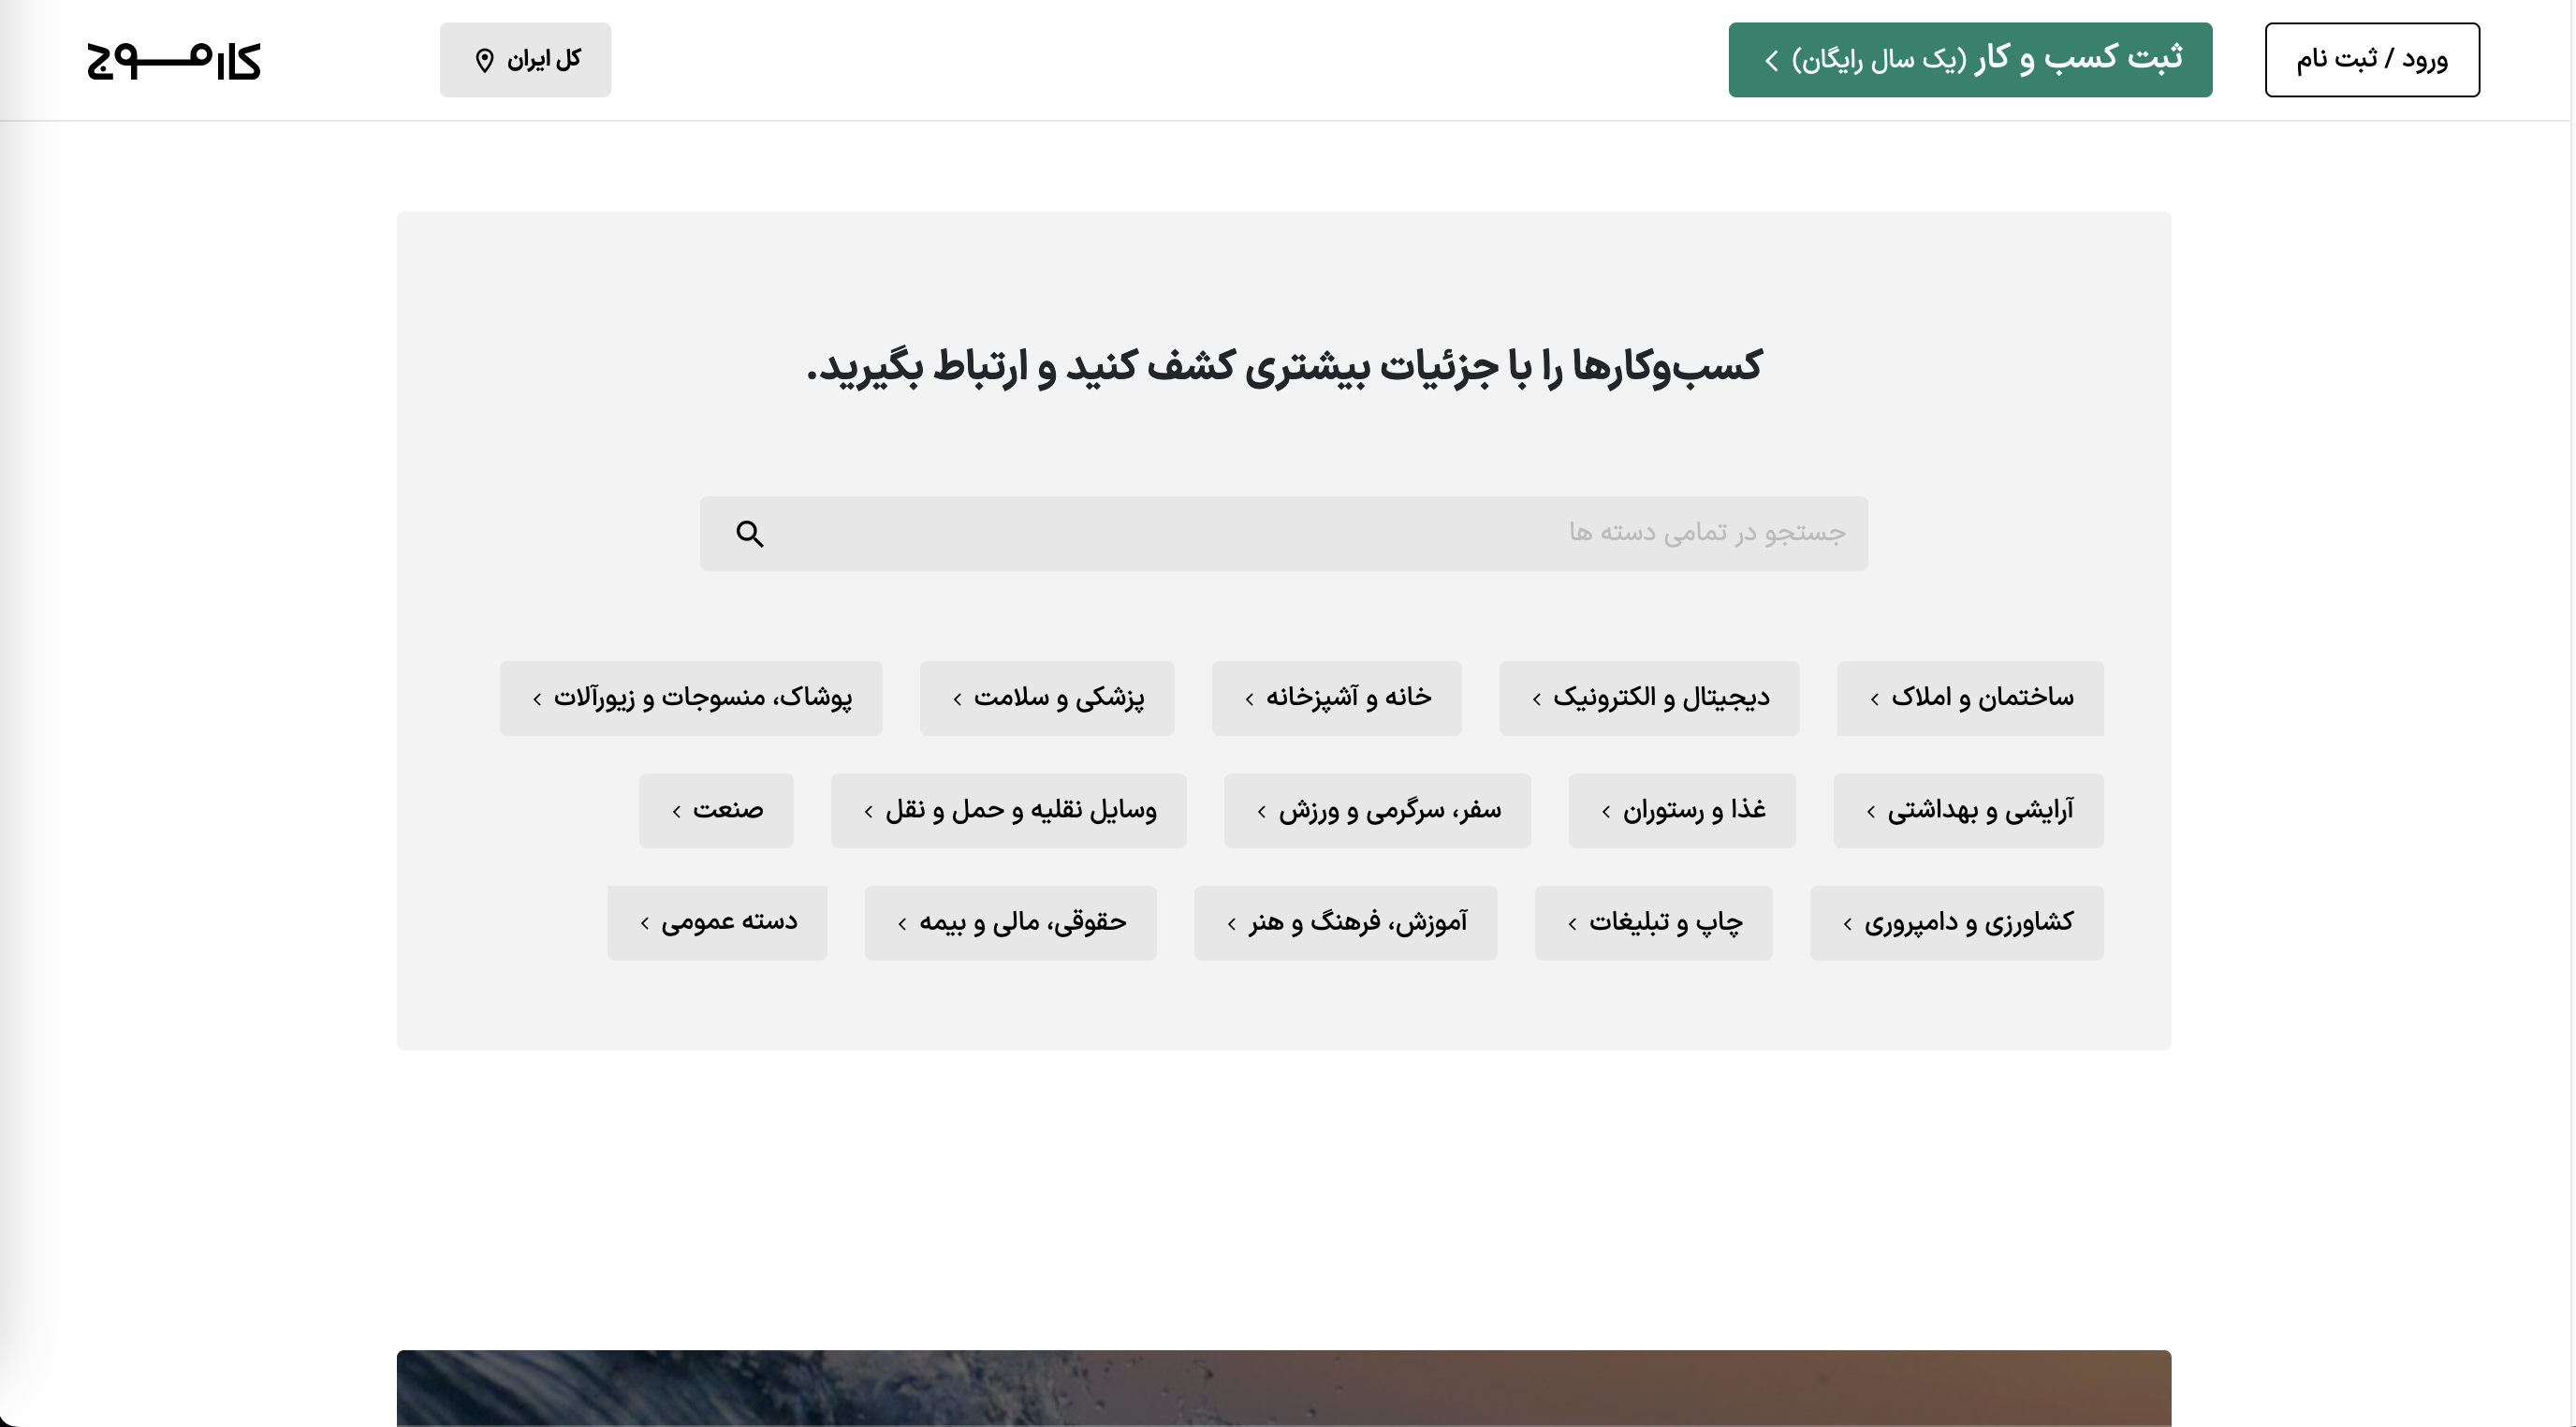 ورود / ثبت نام
ثبت کسب و کار (یک سال رایگان)
کل ایران
کارموج
کسب‌وکارها را با جزئیات بیشتری کشف کنید و ارتباط بگیرید.
جستجو در تمامی دسته ها
ساختمان و املاک
دیجیتال و الکترونیک
خانه و آشپزخانه
پزشکی و سلامت
پوشاک، منسوجات و زیورآلات
آرایشی و بهداشتی
غذا و رستوران
سفر، سرگرمی و ورزش
وسایل نقلیه و حمل و نقل
صنعت
کشاورزی و دامپروری
چاپ و تبلیغات
آموزش، فرهنگ و هنر
حقوقی، مالی و بیمه
دسته عمومی